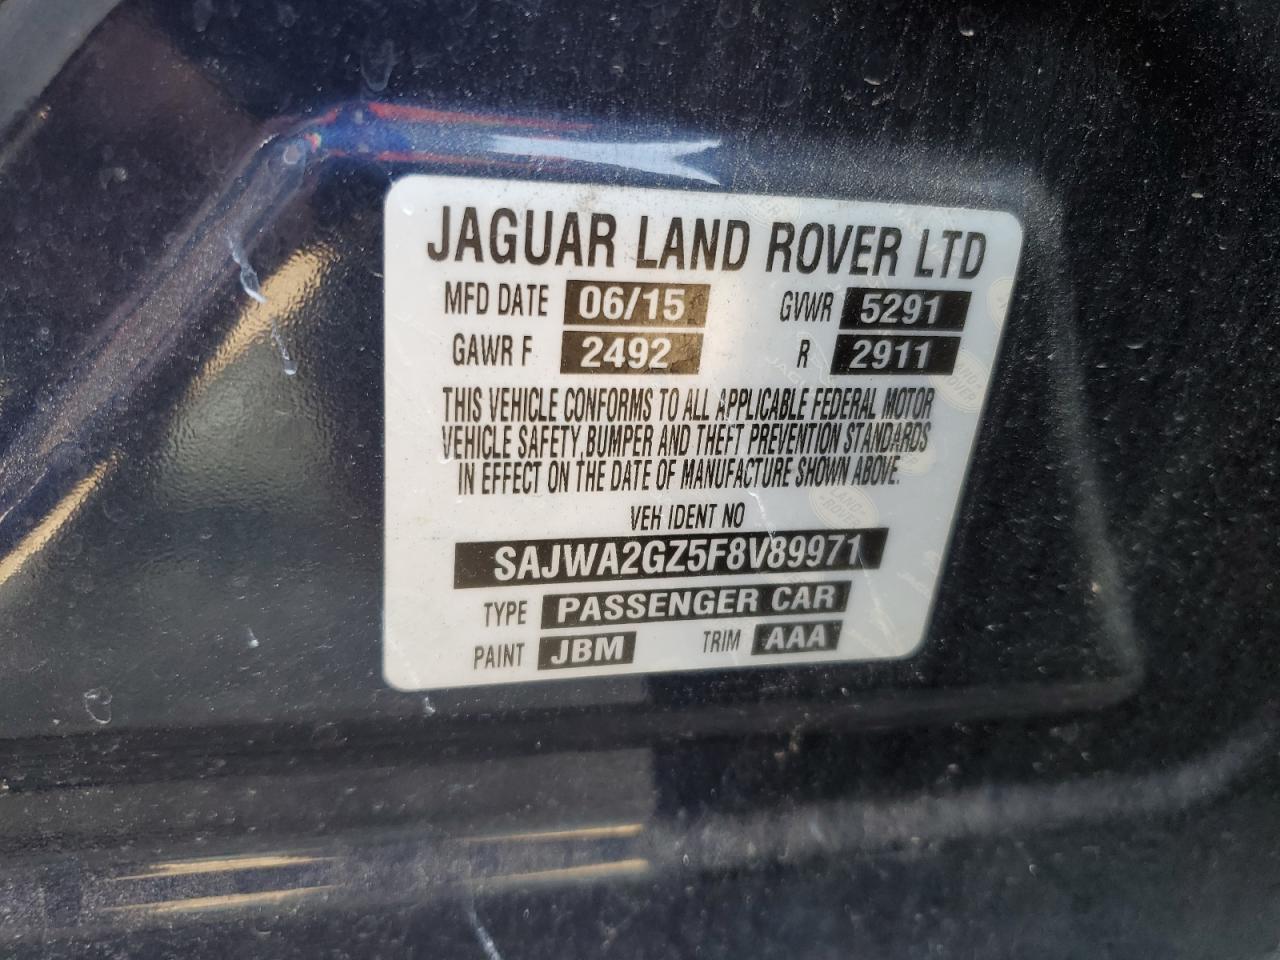 JAGUAR LAND ROVER LTD
MFD DATE 06/15 GVWR 5291
GAWR F 2492 R 2911
THIS VEHICLE CONFORMS TO ALL APPLICABLE FEDERAL MOTOR
VEHICLE SAFETY, BUMPER AND THEFT PREVENTION STANDARDS
IN EFFECT ON THE DATE OF MANUFACTURE SHOWN ABOVE.
VEH IDENT NO
SAJWA2GZ5F8V89971
TYPE PASSENGER CAR
PAINT JBM TRIM AAA